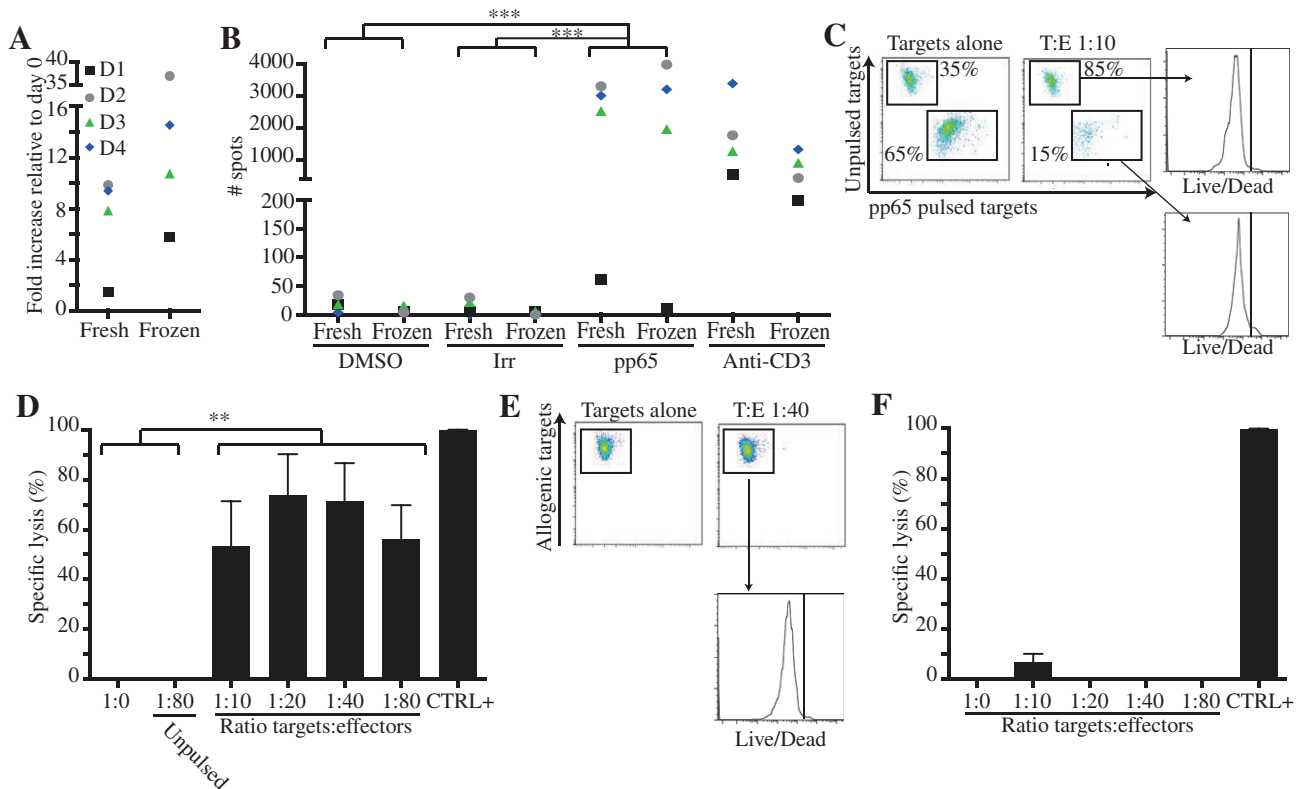 A
Fold increase relative to day 0
40
35
16
12
8
4
0
D1
D2
D3
D4
Fresh Frozen
B
***
***
# spots
4000
3000
2000
1000
200
150
100
50
0
Fresh Frozen Fresh Frozen Fresh Frozen Fresh Frozen
DMSO Irr pp65 Anti-CD3
C
Targets alone T:E 1:10
Unpulsed targets
35% 85%
65% 15%
pp65 pulsed targets
Live/Dead
Live/Dead
D
**
Specific lysis (%)
100
80
60
40
20
0
1:0 1:80 1:10 1:20 1:40 1:80 CTRL+
Unpulsed
Ratio targets:effectors
E
Targets alone T:E 1:40
Allogenic targets
Live/Dead
F
Specific lysis (%)
100
80
60
40
20
0
1:0 1:10 1:20 1:40 1:80 CTRL+
Ratio targets:effectors